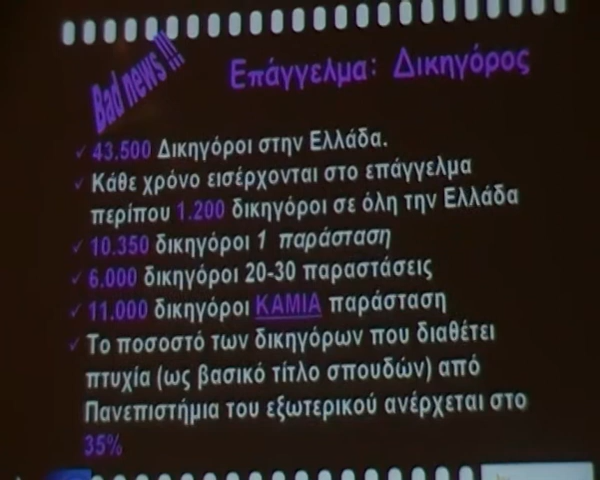 Bad news !!!
Επάγγελμα: Δικηγόρος
43.500 Δικηγόροι στην Ελλάδα.
Κάθε χρόνο εισέρχονται στο επάγγελμα
περίπου 1.200 δικηγόροι σε όλη την Ελλάδα
10.350 δικηγόροι 1 παράσταση
6.000 δικηγόροι 20-30 παραστάσεις
11.000 δικηγόροι ΚΑΜΙΑ παράσταση
Το ποσοστό των δικηγόρων που διαθέτει
πτυχία (ως βασικό τίτλο σπουδών) από
Πανεπιστήμια του εξωτερικού ανέρχεται στο
35%